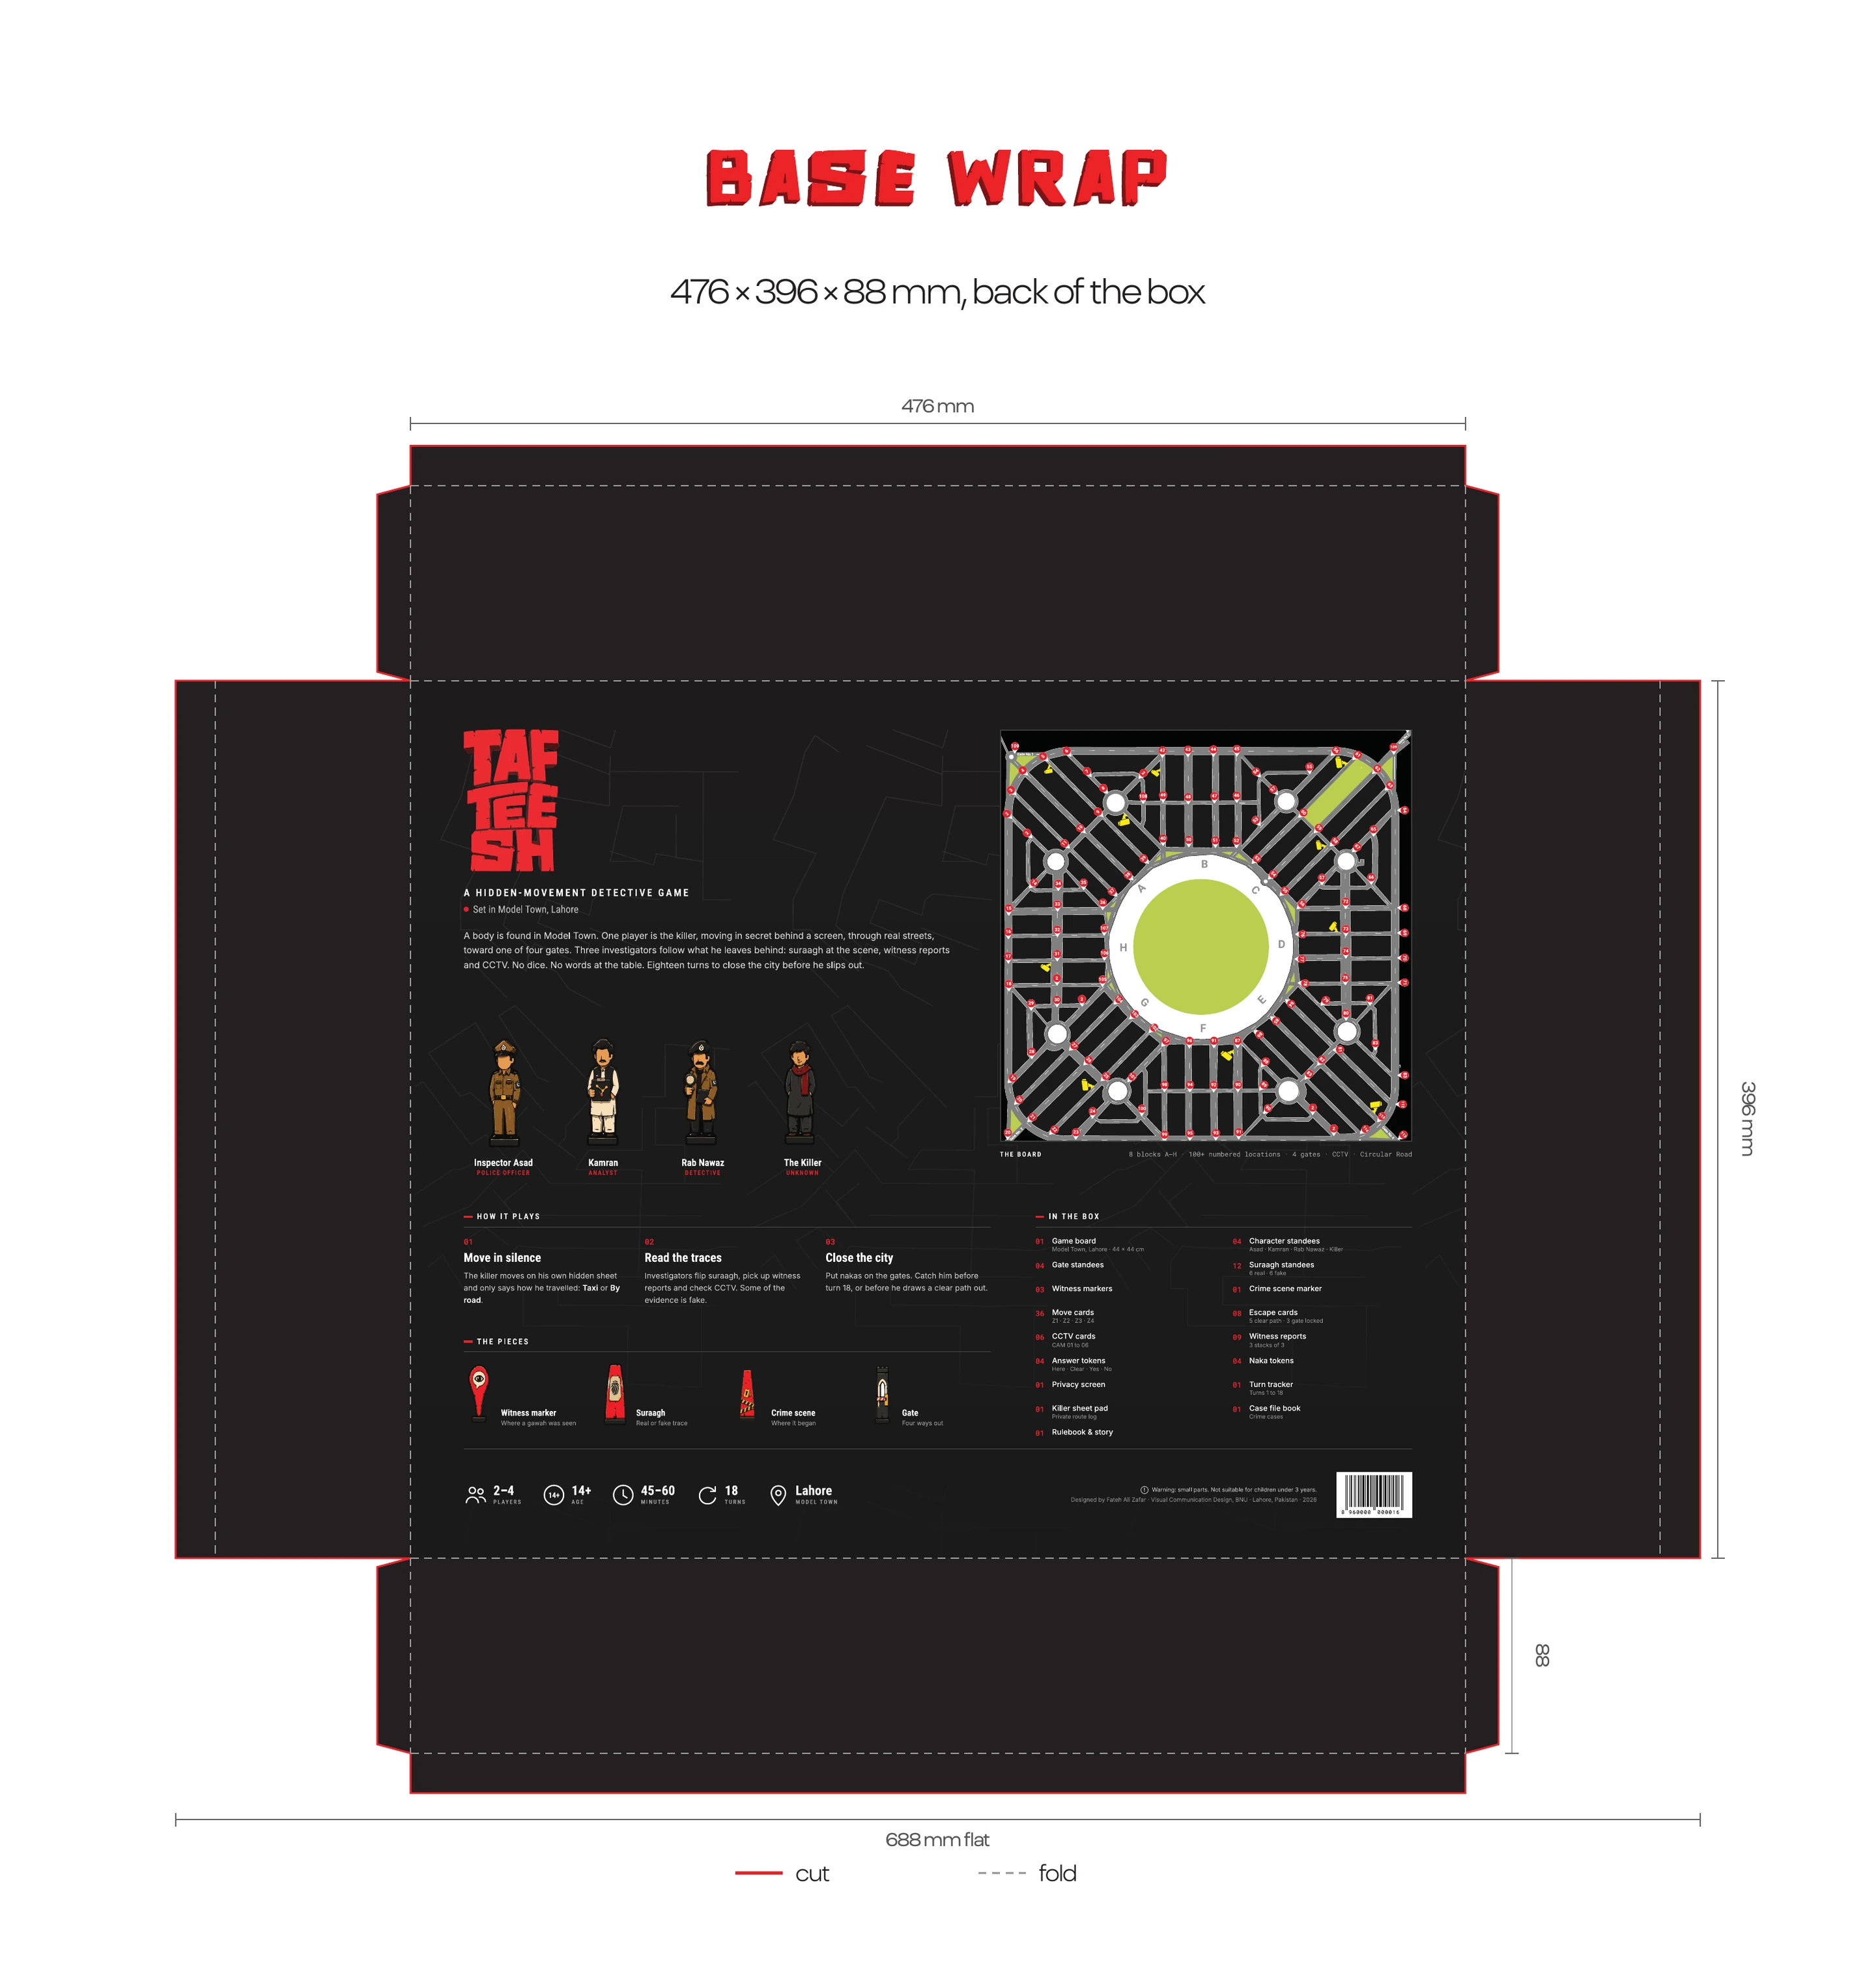 BASE WRAP
476 × 396 × 88 mm, back of the box
476 mm
TAF
TEE
SH
A HIDDEN-MOVEMENT DETECTIVE GAME
Set in Model Town, Lahore
A body is found in Model Town. One player is the killer, moving in secret behind a screen, through real streets,
toward one of four gates. Three investigators follow what he leaves behind: suraagh at the scene, witness reports
and CCTV. No dice. No words at the table. Eighteen turns to close the city before he slips out.
Inspector Asad
POLICE OFFICER
Kamran
ANALYST
Rab Nawaz
DETECTIVE
The Killer
UNKNOWN
A
B
C
D
E
F
G
H
THE BOARD
8 blocks A–H · 100+ numbered locations · 4 gates · CCTV · Circular Road
396 mm
HOW IT PLAYS
01
Move in silence
The killer moves on his own hidden sheet
and only says how he travelled: Taxi or By
road.
02
Read the traces
Investigators flip suraagh, pick up witness
reports and check CCTV. Some of the
evidence is fake.
03
Close the city
Put nakas on the gates. Catch him before
turn 18, or before he draws a clear path out.
THE PIECES
Witness marker
Where a gawah was seen
Suraagh
Real or fake trace
Crime scene
Where it began
Gate
Four ways out
IN THE BOX
01 Game board
Model Town, Lahore · 44 × 44 cm
04 Gate standees
03 Witness markers
36 Move cards
Z1 · Z2 · Z3 · Z4
06 CCTV cards
CAM 01 to 06
04 Answer tokens
Here · Clear · Yes · No
01 Privacy screen
01 Killer sheet pad
Private route log
01 Rulebook & story
04 Character standees
Asad · Kamran · Rab Nawaz · Killer
12 Suraagh standees
6 real · 6 fake
01 Crime scene marker
08 Escape cards
5 clear path · 3 gate locked
09 Witness reports
3 stacks of 3
04 Naka tokens
01 Turn tracker
Turns 1 to 18
01 Case file book
Crime cases
2–4
PLAYERS
14+
14+
AGE
45–60
MINUTES
18
TURNS
Lahore
MODEL TOWN
Warning: small parts. Not suitable for children under 3 years.
Designed by Fateh Ali Zafar · Visual Communication Design, BNU · Lahore, Pakistan · 2026
8 960000 000016
88
688 mm flat
cut
fold